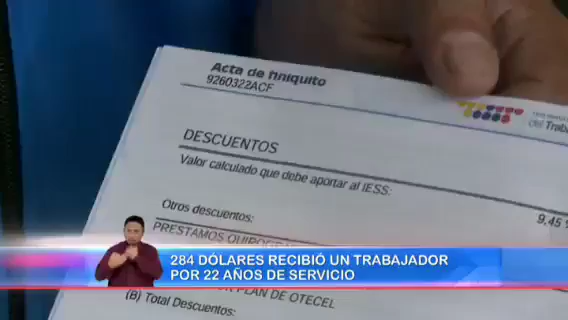 Acta de finiquito
9260322ACF
del Traba
DESCUENTOS
Valor calculado que debe aportar al IESS:
9,45
Otros descuentos:
PRESTAMOS
284 DÓLARES RECIBIÓ UN TRABAJADOR
POR 22 AÑOS DE SERVICIO
PLAN DE OTECEL
(B) Total Descuentos: